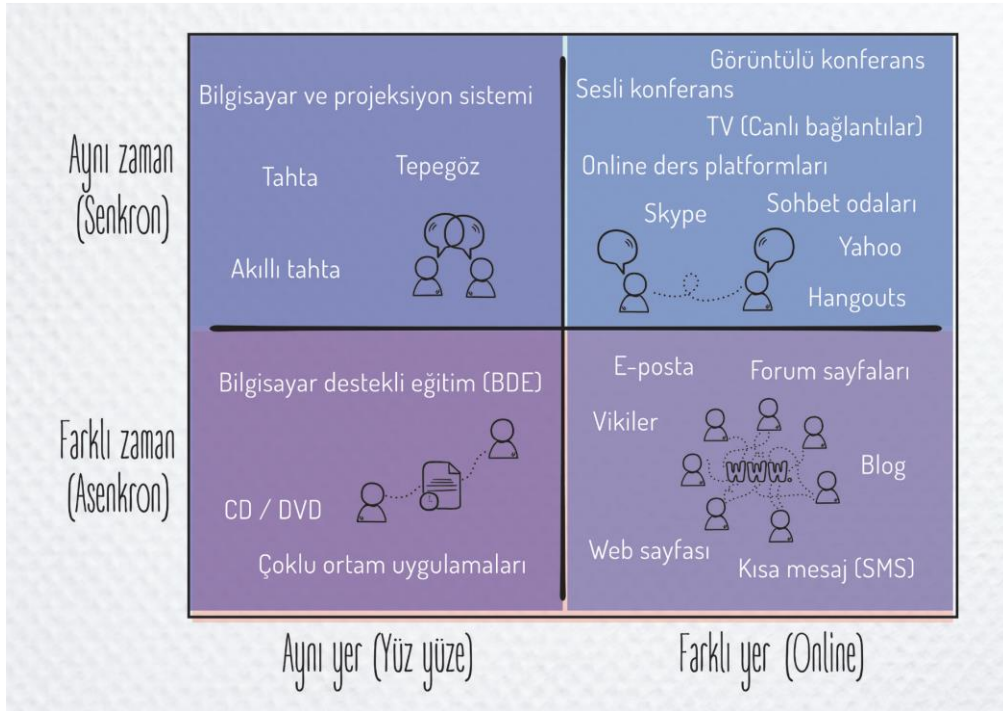 Aynı zaman
(Senkron)
Bilgisayar ve projeksiyon sistemi
Tahta
Tepegöz
Akıllı tahta
Görüntülü konferans
Sesli konferans
TV (Canlı bağlantılar)
Online ders platformları
Skype
Sohbet odaları
Yahoo
Hangouts
Farklı zaman
(Asenkron)
Bilgisayar destekli eğitim (BDE)
CD / DVD
Çoklu ortam uygulamaları
E-posta
Forum sayfaları
Vikiler
www.
Blog
Web sayfası
Kısa mesaj (SMS)
Aynı yer (Yüz yüze)
Farklı yer (Online)